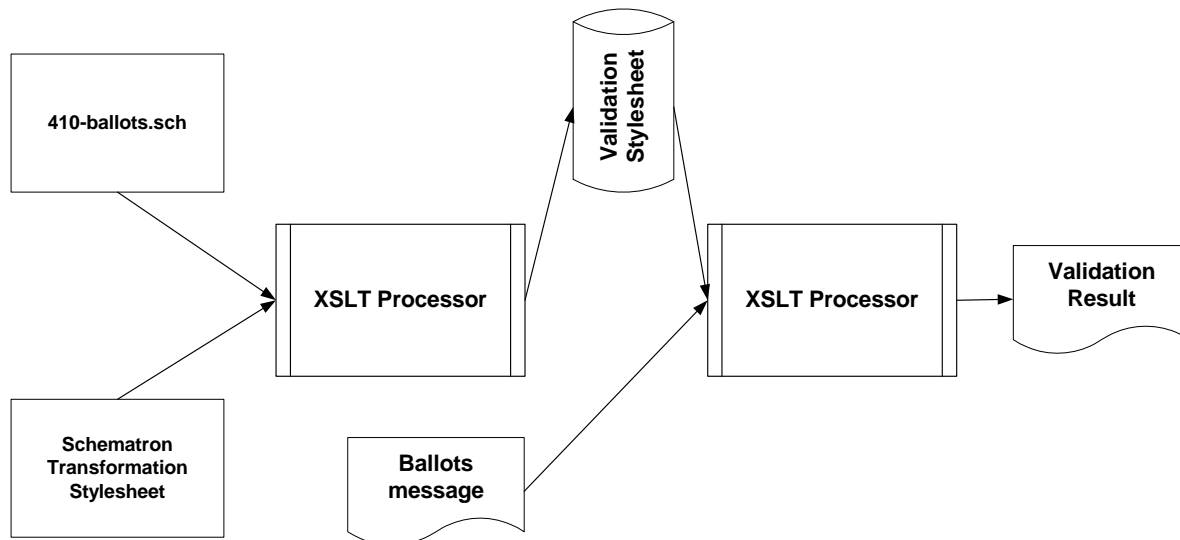 410-ballots.sch
Validation
Stylesheet
XSLT Processor
XSLT Processor
Validation
Result
Schematron
Transformation
Stylesheet
Ballots
message